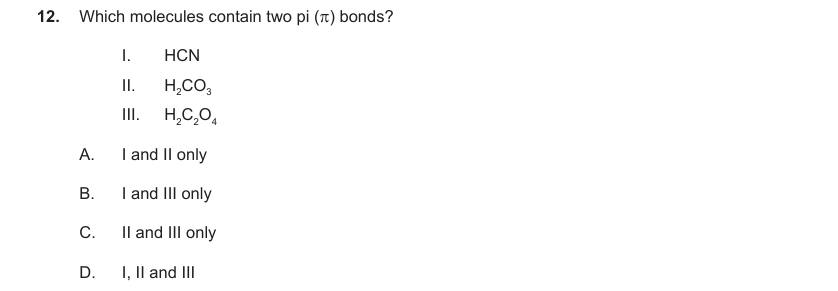 12. Which molecules contain two pi (π) bonds?
I. HCN
II. H₂CO₃
III. H₂C₂O₄
A. I and II only
B. I and III only
C. II and III only
D. I, II and III